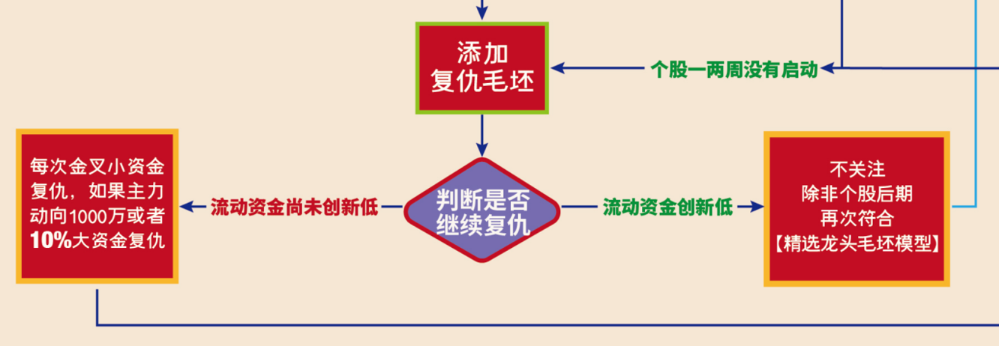 添加
复仇毛坯
个股一两周没有启动
每次金叉小资金
复仇，如果主力
动向1000万或者
10%大资金复仇
流动资金尚未创新低
判断是否
继续复仇
流动资金创新低
不关注
除非个股后期
再次符合
【精选龙头毛坯模型】